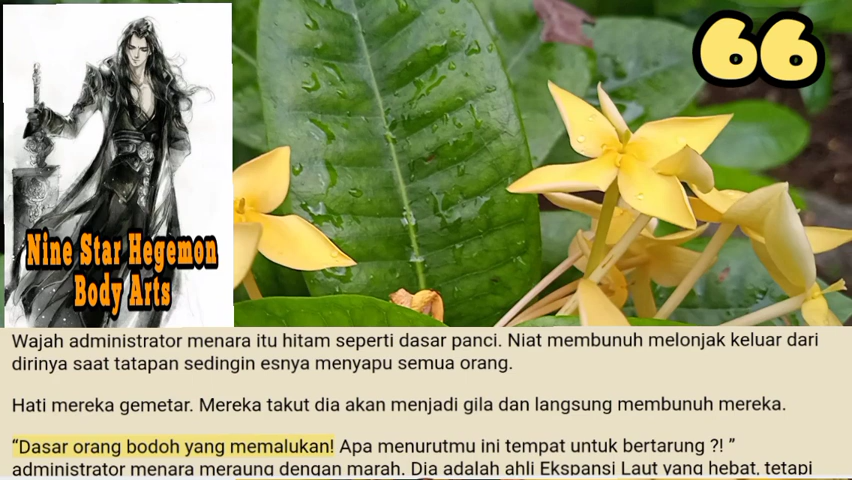 66
Nine Star Hegemon
Body Arts
Wajah administrator menara itu hitam seperti dasar panci. Niat membunuh melonjak keluar dari
dirinya saat tatapan sedingin esnya menyapu semua orang.
Hati mereka gemetar. Mereka takut dia akan menjadi gila dan langsung membunuh mereka.
“Dasar orang bodoh yang memalukan! Apa menurutmu ini tempat untuk bertarung ?! ”
administrator menara meraung dengan marah. Dia adalah ahli Ekspansi Laut yang hebat, tetapi